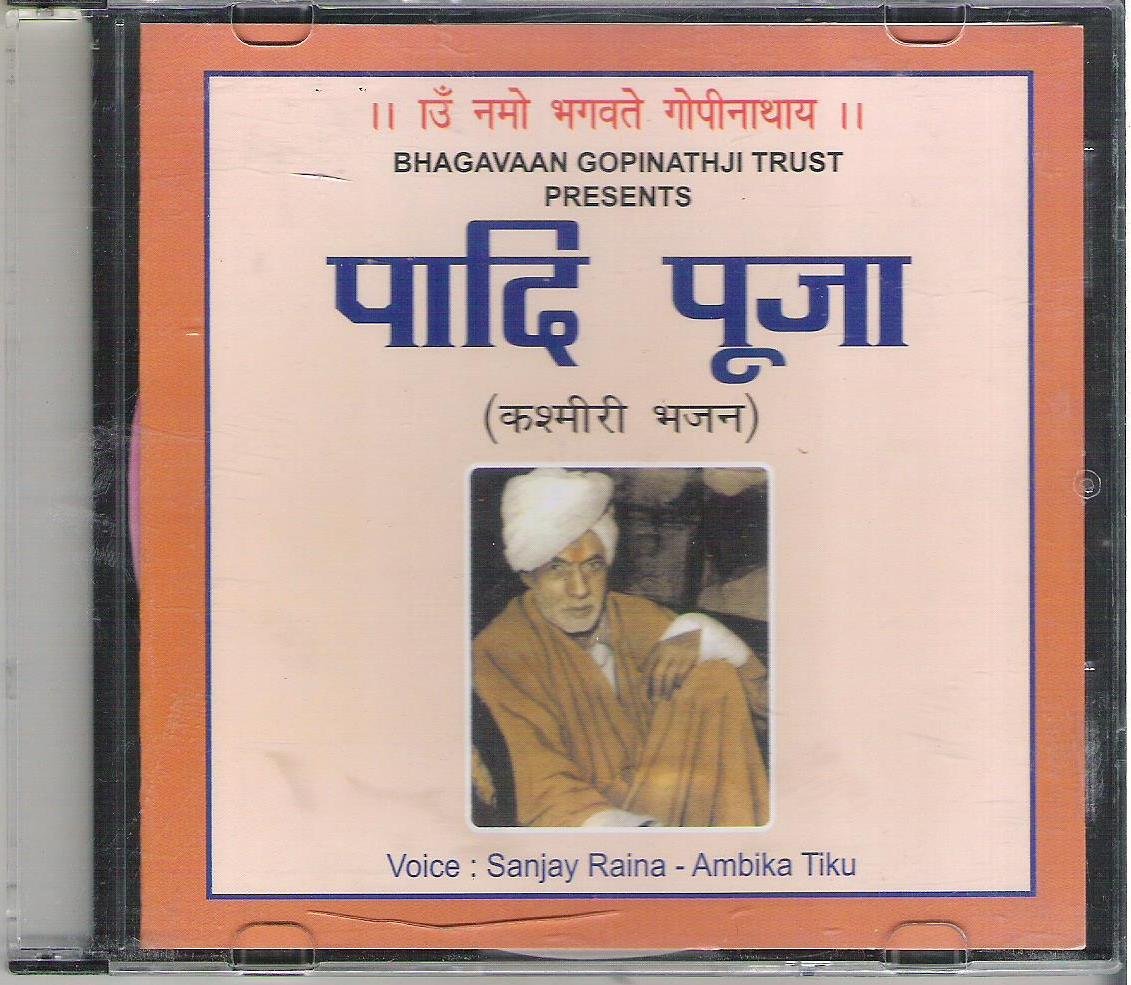 ।। ाउँ नमो भगवते गोपीनाथाय ।।
BHAGAVAAN GOPINATHJI TRUST
PRESENTS
पादि पूजा
(कश्मीरी भजन)
Voice : Sanjay Raina - Ambika Tiku